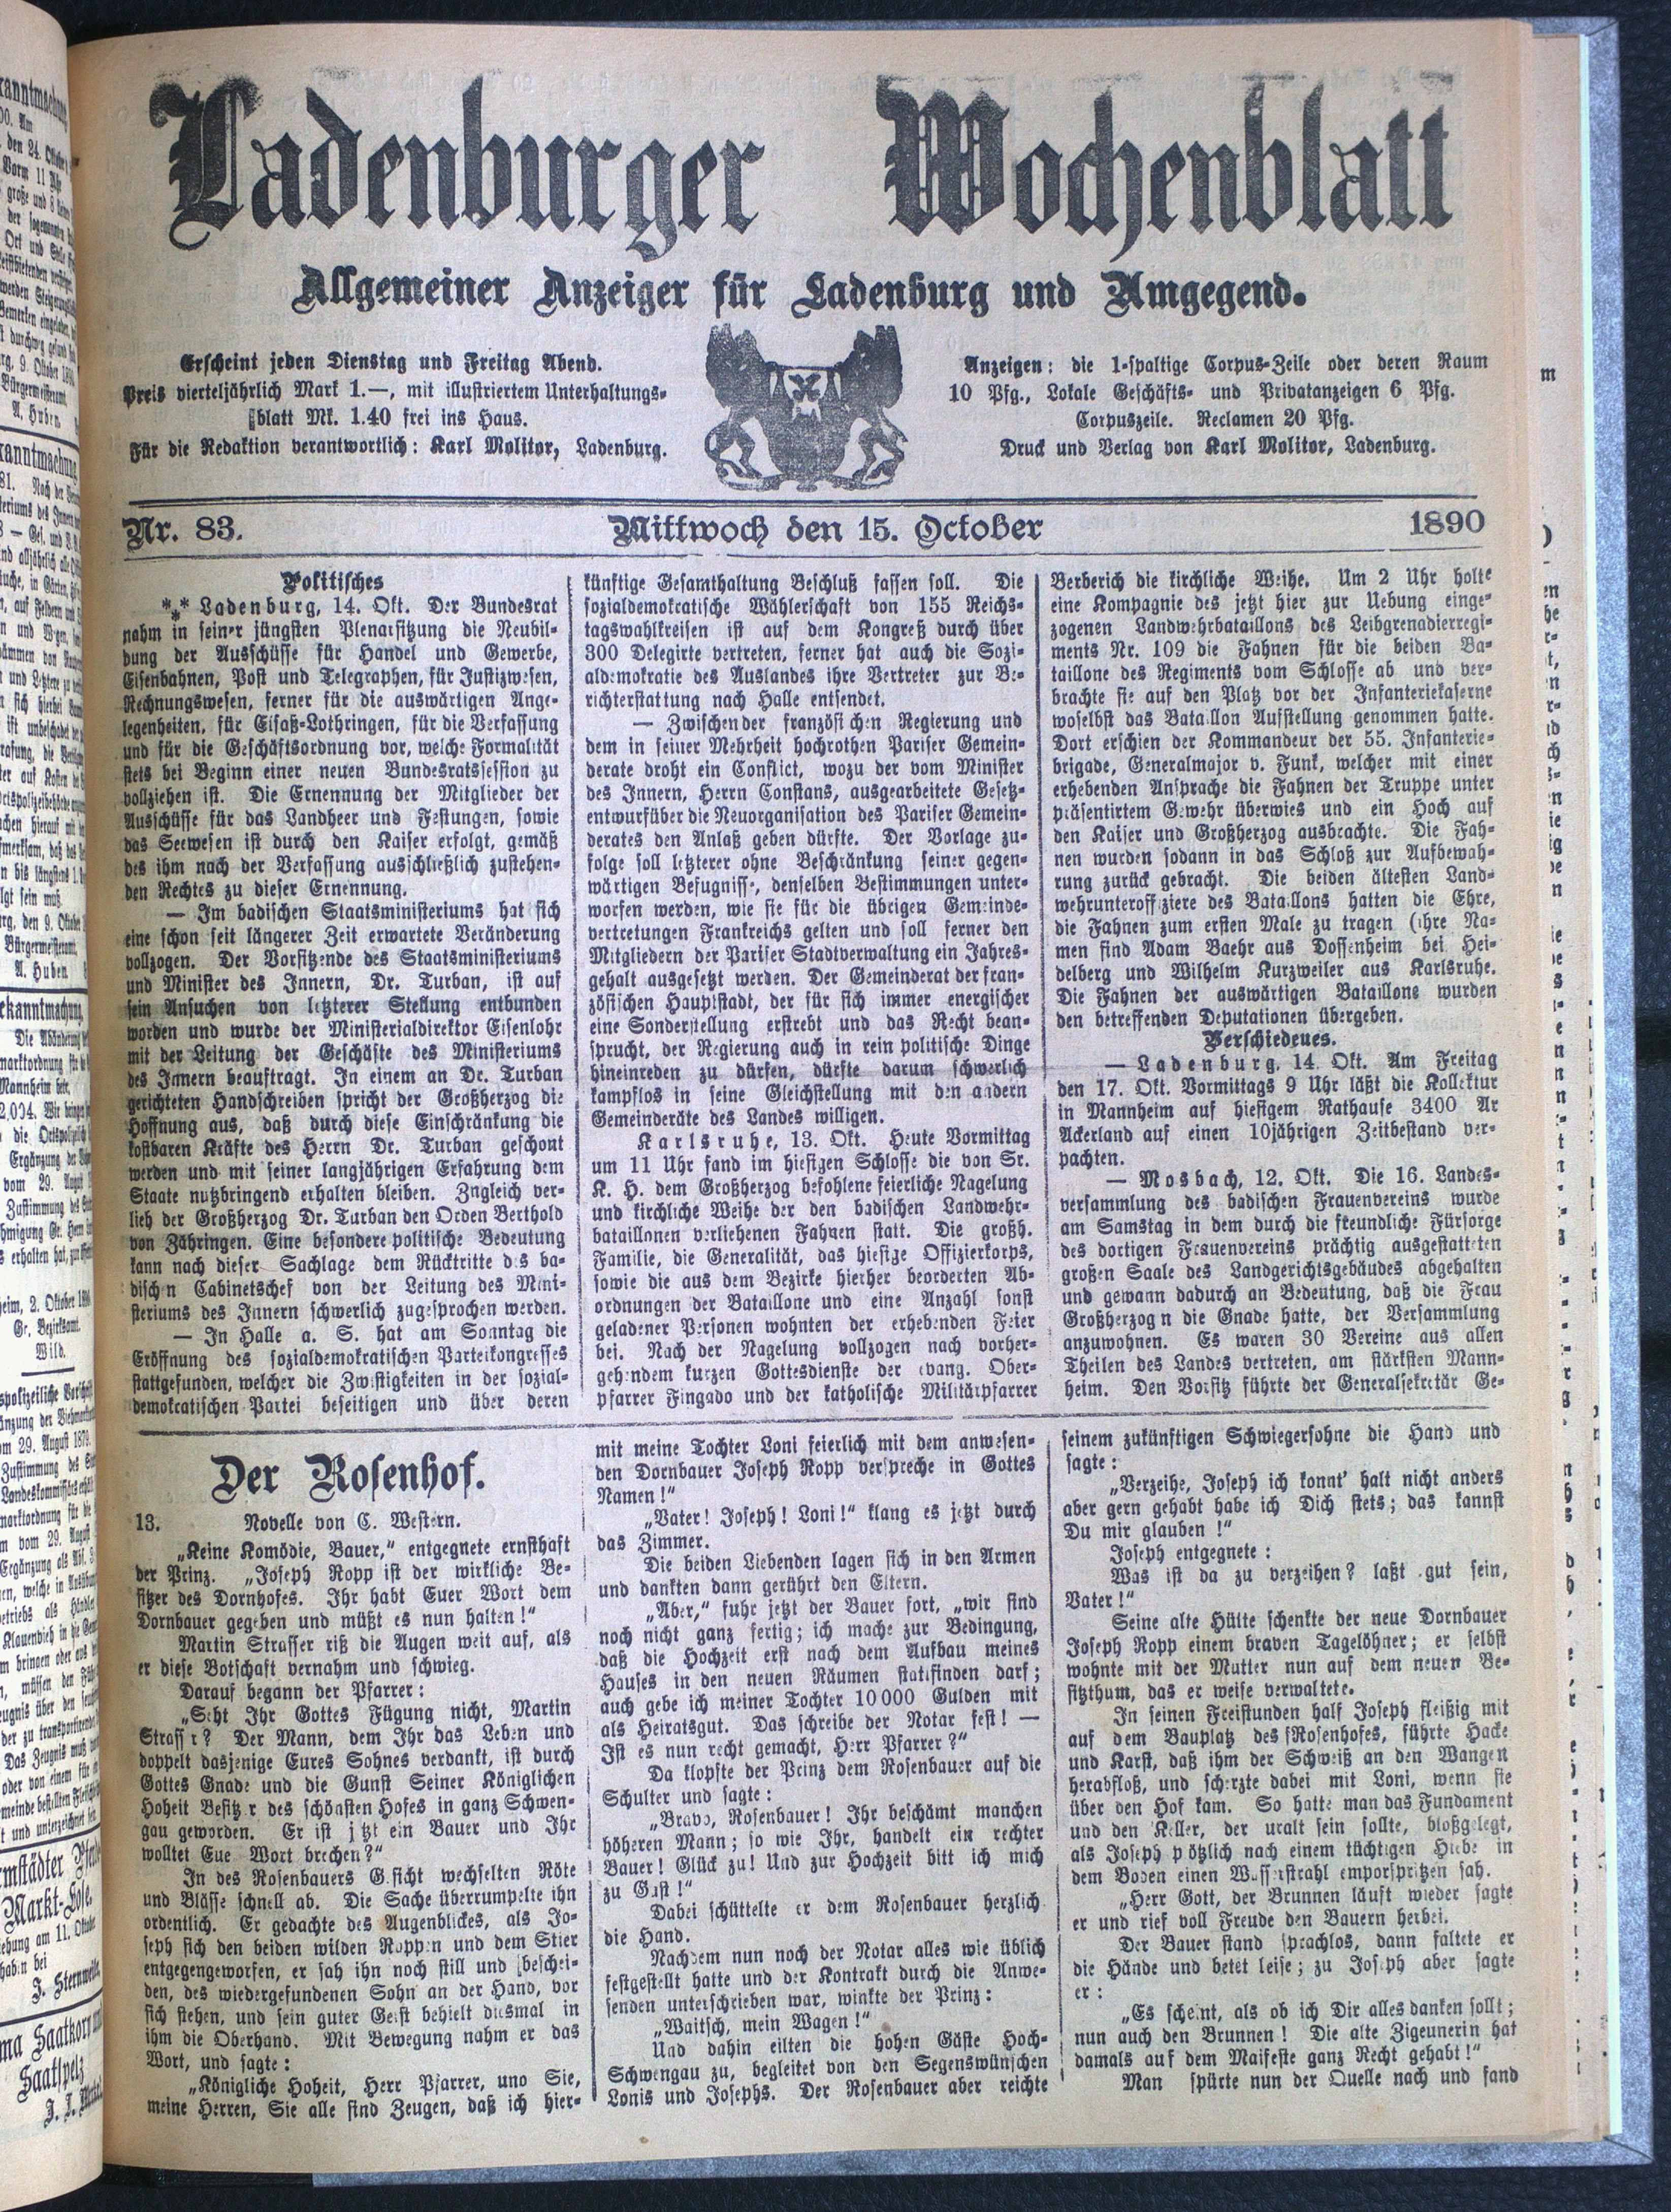 Ladenburger Wochenblatt
Allgemeiner Anzeiger für Ladenburg und Umgegend.
Erscheint jeden Dienstag und Freitag Abend.
Preis vierteljährlich Mark 1.—, mit illustriertem Unterhaltungs-
blatt Mk. 1.40 frei ins Haus.
Für die Redaktion verantwortlich: Karl Molitor, Ladenburg.
Anzeigen: die 1-spaltige Corpus-Zeile oder deren Raum
10 Pfg., Lokale Geschäfts- und Privatanzeigen 6 Pfg.
Corpuszeile. Reclamen 20 Pfg.
Druck und Verlag von Karl Molitor, Ladenburg.
Nr. 83.
Mittwoch den 15. October
1890
Politisches
*** Ladenburg, 14. Okt. Der Bundesrat
nahm in seiner jüngsten Plenarsitzung die Neubil-
dung der Ausschüsse für Handel und Gewerbe,
Eisenbahnen, Post und Telegraphen, für Justizwesen,
Rechnungswesen, ferner für die auswärtigen Ange-
legenheiten, für Elsaß-Lothringen, für die Verfassung
und für die Geschäftsordnung vor, welche Formalität
stets bei Beginn einer neuen Bundesratssession zu
vollziehen ist. Die Ernennung der Mitglieder der
Ausschüsse für das Landheer und Festungen, sowie
das Seewesen ist durch den Kaiser erfolgt, gemäß
des ihm nach der Verfassung ausschließlich zustehen-
den Rechtes zu dieser Ernennung.
— Im badischen Staatsministeriums hat sich
eine schon seit längerer Zeit erwartete Veränderung
vollzogen. Der Vorsitzende des Staatsministeriums
und Minister des Innern, Dr. Turban, ist auf
sein Ansuchen von letzterer Stellung entbunden
worden und wurde der Ministerialdirektor Eisenlohr
mit der Leitung der Geschäfte des Ministeriums
des Innern beauftragt. In einem an Dr. Turban
gerichteten Handschreiben spricht der Großherzog die
Hoffnung aus, daß durch diese Einschränkung die
kostbaren Kräfte des Herrn Dr. Turban geschont
werden und mit seiner langjährigen Erfahrung dem
Staate nutzbringend erhalten bleiben. Zngleich ver-
lieh der Großherzog Dr. Turban den Orden Berthold
von Zähringen. Eine besondere politische Bedeutung
kann nach dieser Sachlage dem Rücktritte des ba-
dischen Cabinetschef von der Leitung des Mini-
steriums des Innern schwerlich zugesprochen werden.
— In Halle a. S. hat am Sonntag die
Eröffnung des sozialdemokratischen Parteikongresses
stattgefunden, welcher die Zwistigkeiten in der sozial-
demokratischen Partei beseitigen und über deren
künftige Gesamthaltung Beschluß fassen soll. Die
sozialdemokratische Wählerschaft von 155 Reichs-
tagswahlkreisen ist auf dem Kongreß durch über
300 Delegirte vertreten, ferner hat auch die Sozi-
aldemokratie des Auslandes ihre Vertreter zur Be-
richterstattung nach Halle entsendet.
— Zwischen der französischen Regierung und
dem in seiner Mehrheit hochrothen Pariser Gemein-
derate droht ein Conflict, wozu der vom Minister
des Innern, Herrn Constans, ausgearbeitete Gesetz-
entwurf über die Neuorganisation des Pariser Gemein-
derates den Anlaß geben dürfte. Der Vorlage zu-
folge soll letzterer ohne Beschränkung seiner gegen-
wärtigen Befugnisse, denselben Bestimmungen unter-
worfen werden, wie sie für die übrigen Gemeinde-
vertretungen Frankreichs gelten und soll ferner den
Mitgliedern der Pariser Stadtverwaltung ein Jahres-
gehalt ausgesetzt werden. Der Gemeinderat der fran-
zösischen Hauptstadt, der für sich immer energischer
eine Sonderstellung erstrebt und das Recht bean-
sprucht, der Regierung auch in rein politische Dinge
hineinreden zu dürfen, dürfte darum schwerlich
kampflos in seine Gleichstellung mit den andern
Gemeinderäte des Landes willigen.
Karlsruhe, 13. Okt. Heute Vormittag
um 11 Uhr fand im hiesigen Schlosse die von Sr.
K. H. dem Großherzog befohlene feierliche Nagelung
und kirchliche Weihe der den badischen Landwehr-
bataillonen verliehenen Fahnen statt. Die großh.
Familie, die Generalität, das hiesige Offizierkorps,
sowie die aus dem Bezirke hierher beorderten Ab-
ordnungen der Bataillone und eine Anzahl sonst
geladener Personen wohnten der erhebenden Feier
bei. Nach der Nagelung vollzogen nach vorher-
gehendem kurzen Gottesdienste der evang. Ober-
pfarrer Fingado und der katholische Militärpfarrer
Berberich die kirchliche Weihe. Um 2 Uhr holte
eine Kompagnie des jetzt hier zur Uebung einge-
zogenen Landwehrbataillons des Leibgrenadierregi-
ments Nr. 109 die Fahnen für die beiden Ba-
taillone des Regiments vom Schlosse ab und ver-
brachte sie auf den Platz vor der Infanteriekaserne
woselbst das Bataillon Aufstellung genommen hatte.
Dort erschien der Kommandeur der 55. Infanterie-
brigade, Generalmajor v. Funk, welcher mit einer
erhebenden Ansprache die Fahnen der Truppe unter
präsentirtem Gewehr überwies und ein Hoch auf
den Kaiser und Großherzog ausbrachte. Die Fah-
nen wurden sodann in das Schloß zur Aufbewah-
rung zurück gebracht. Die beiden ältesten Land-
wehrunteroffiziere des Bataillons hatten die Ehre,
die Fahnen zum ersten Male zu tragen (ihre Na-
men sind Adam Baehr aus Dossenheim bei Hei-
delberg und Wilhelm Kurzweiler aus Karlsruhe.
Die Fahnen der auswärtigen Bataillone wurden
den betreffenden Deputationen übergeben.
Verschiedenes.
— Ladenburg, 14. Okt. Am Freitag
den 17. Okt. Vormittags 9 Uhr läßt die Kollektur
in Mannheim auf hiesigem Rathause 3400 Ar
Ackerland auf einen 10jährigen Zeitbestand ver-
pachten.
— Mosbach, 12. Okt. Die 16. Landes-
versammlung des badischen Frauenvereins wurde
am Samstag in dem durch die freundliche Fürsorge
des dortigen Frauenvereins prächtig ausgestatteten
großen Saale des Landgerichtsgebäudes abgehalten
und gewann dadurch an Bedeutung, daß die Frau
Großherzogin die Gnade hatte, der Versammlung
anzuwohnen. Es waren 30 Vereine aus allen
Theilen des Landes vertreten, am stärksten Mann-
heim. Den Vorsitz führte der Generalsekretär Ge-
Der Rosenhof.
13. Novelle von C. Western.
„Keine Komödie, Bauer,“ entgegnete ernsthaft
der Prinz. „Joseph Ropp ist der wirkliche Be-
sitzer des Dornhofes. Ihr habt Euer Wort dem
Dornbauer gegeben und müßt es nun halten!“
Martin Strasser riß die Augen weit auf, als
er diese Botschaft vernahm und schwieg.
Darauf begann der Pfarrer:
„Seht Ihr Gottes Fügung nicht, Martin
Strasser? Der Mann, dem Ihr das Leben und
doppelt dasjenige Eures Sohnes verdankt, ist durch
Gottes Gnade und die Gunst Seiner Königlichen
Hoheit Besitzer des schönsten Hofes in ganz Schwen-
gau geworden. Er ist jetzt ein Bauer und Ihr
wolltet Eue Wort brechen?“
In des Rosenbauers Gesicht wechselten Röte
und Blässe schnell ab. Die Sache überrumpelte ihn
ordentlich. Er gedachte des Augenblickes, als Jo-
seph sich den beiden wilden Rappen und dem Stier
entgegengeworfen, er sah ihn noch still und beschei-
den, des wiedergefundenen Sohn an der Hand, vor
sich stehen, und sein guter Geist behielt diesmal in
ihm die Oberhand. Mit Bewegung nahm er das
Wort, und sagte:
„Königliche Hoheit, Herr Pfarrer, uno Sie,
meine Herren, Sie alle sind Zeugen, daß ich hier-
mit meine Tochter Loni feierlich mit dem anwesen-
den Dornbauer Joseph Ropp verspreche in Gottes
Namen!“
„Vater! Joseph! Loni!“ klang es jetzt durch
das Zimmer.
Die beiden Liebenden lagen sich in den Armen
und dankten dann gerührt den Eltern.
„Aber,“ fuhr jetzt der Bauer fort, „wir sind
noch nicht ganz fertig; ich mache zur Bedingung,
daß die Hochzeit erst nach dem Aufbau meines
Hauses in den neuen Räumen stattfinden darf;
auch gebe ich meiner Tochter 10000 Gulden mit
als Heiratsgut. Das schreibe der Notar fest! —
Ist es nun recht gemacht, Herr Pfarrer?“
Da klopfte der Prinz dem Rosenbauer auf die
Schulter und sagte:
„Bravo, Rosenbauer! Ihr beschämt manchen
höheren Mann; so wie Ihr, handelt ein rechter
Bauer! Glück zu! Und zur Hochzeit bitt ich mich
zu Gast!“
Dabei schüttelte er dem Rosenbauer herzlich
die Hand.
Nachdem nun noch der Notar alles wie üblich
festgestellt hatte und der Kontrakt durch die Anwe-
senden unterschrieben war, winkte der Prinz:
„Waitsch, mein Wagen!“
Und dahin eilten die hohen Gäste Hoch-
Schwengau zu, begleitet von den Segenswünschen
Lonis und Josephs. Der Rosenbauer aber reichte
seinem zukünftigen Schwiegersohne die Hand und
sagte:
„Verzeihe, Joseph ich konnt' halt nicht anders
aber gern gehabt habe ich Dich stets; das kannst
Du mir glauben!“
Joseph entgegnete:
Was ist da zu verzeihen? laßt gut sein,
Vater!“
Seine alte Hütte schenkte der neue Dornbauer
Joseph Ropp einem braven Tagelöhner; er selbst
wohnte mit der Mutter nun auf dem neuen Be-
sitzthum, das er weise verwaltete.
In seinen Freistunden half Joseph fleißig mit
auf dem Bauplatz des Rosenhofes, führte Hacke
und Karst, daß ihm der Schweiß an den Wangen
herabfloß, und scherzte dabei mit Loni, wenn sie
über den Hof kam. So hatte man das Fundament
und den Keller, der uralt sein sollte, bloßgelegt,
als Joseph plötzlich nach einem tüchtigen Hiebe in
dem Boden einen Wasserstrahl emporspritzen sah.
„Herr Gott, der Brunnen läuft wieder sagte
er und rief voll Freude den Bauern herbei.
Der Bauer stand sprachlos, dann faltete er
die Hände und betet leise; zu Joseph aber sagte
er:
„Es scheint, als ob ich Dir alles danken sollt;
nun auch den Brunnen! Die alte Zigeunerin hat
damals auf dem Maifeste ganz Recht gehabt!“
Man spürte nun der Quelle nach und fand